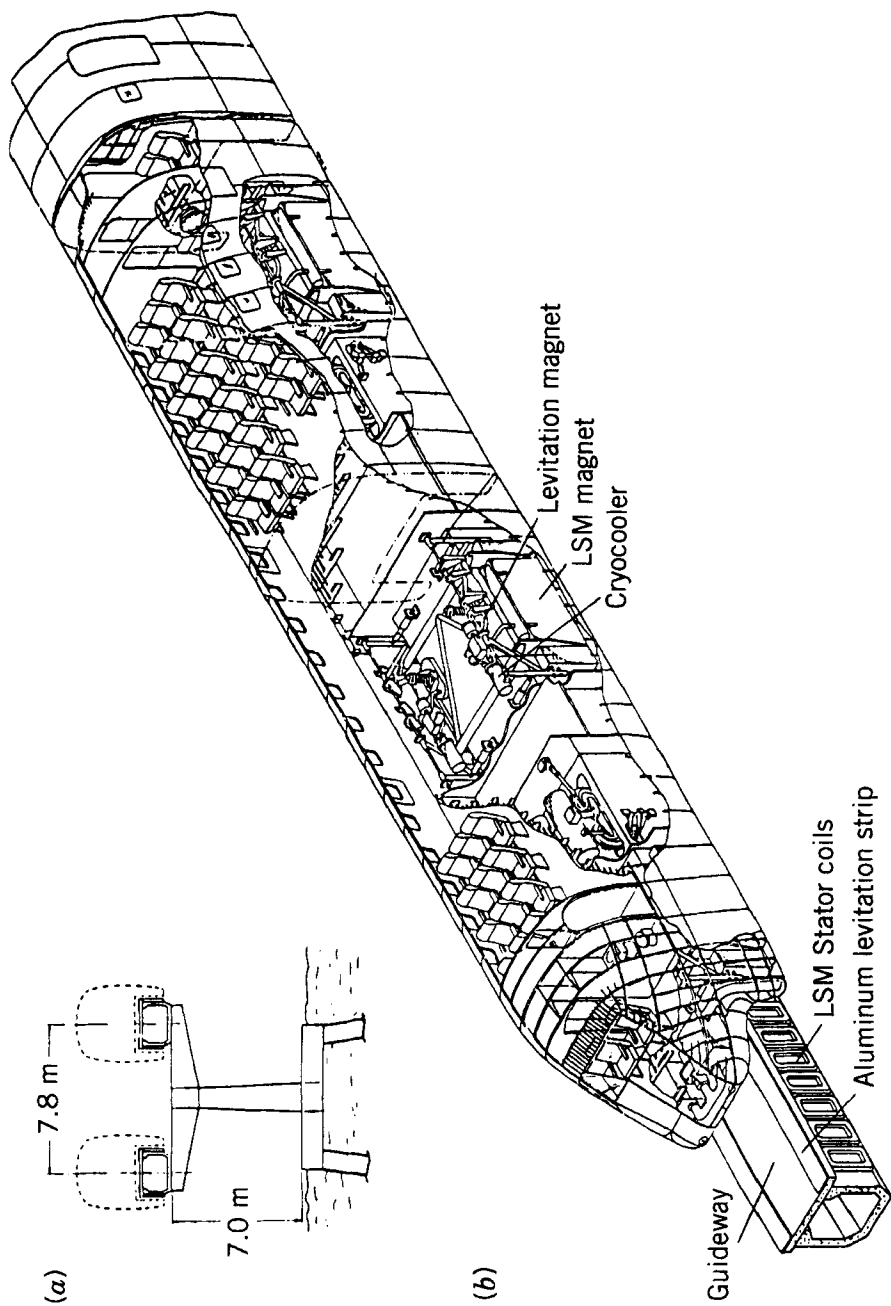 (a)
7.8 m
7.0 m
(b)
Levitation magnet
LSM magnet
Cryocooler
LSM Stator coils
Aluminum levitation strip
Guideway